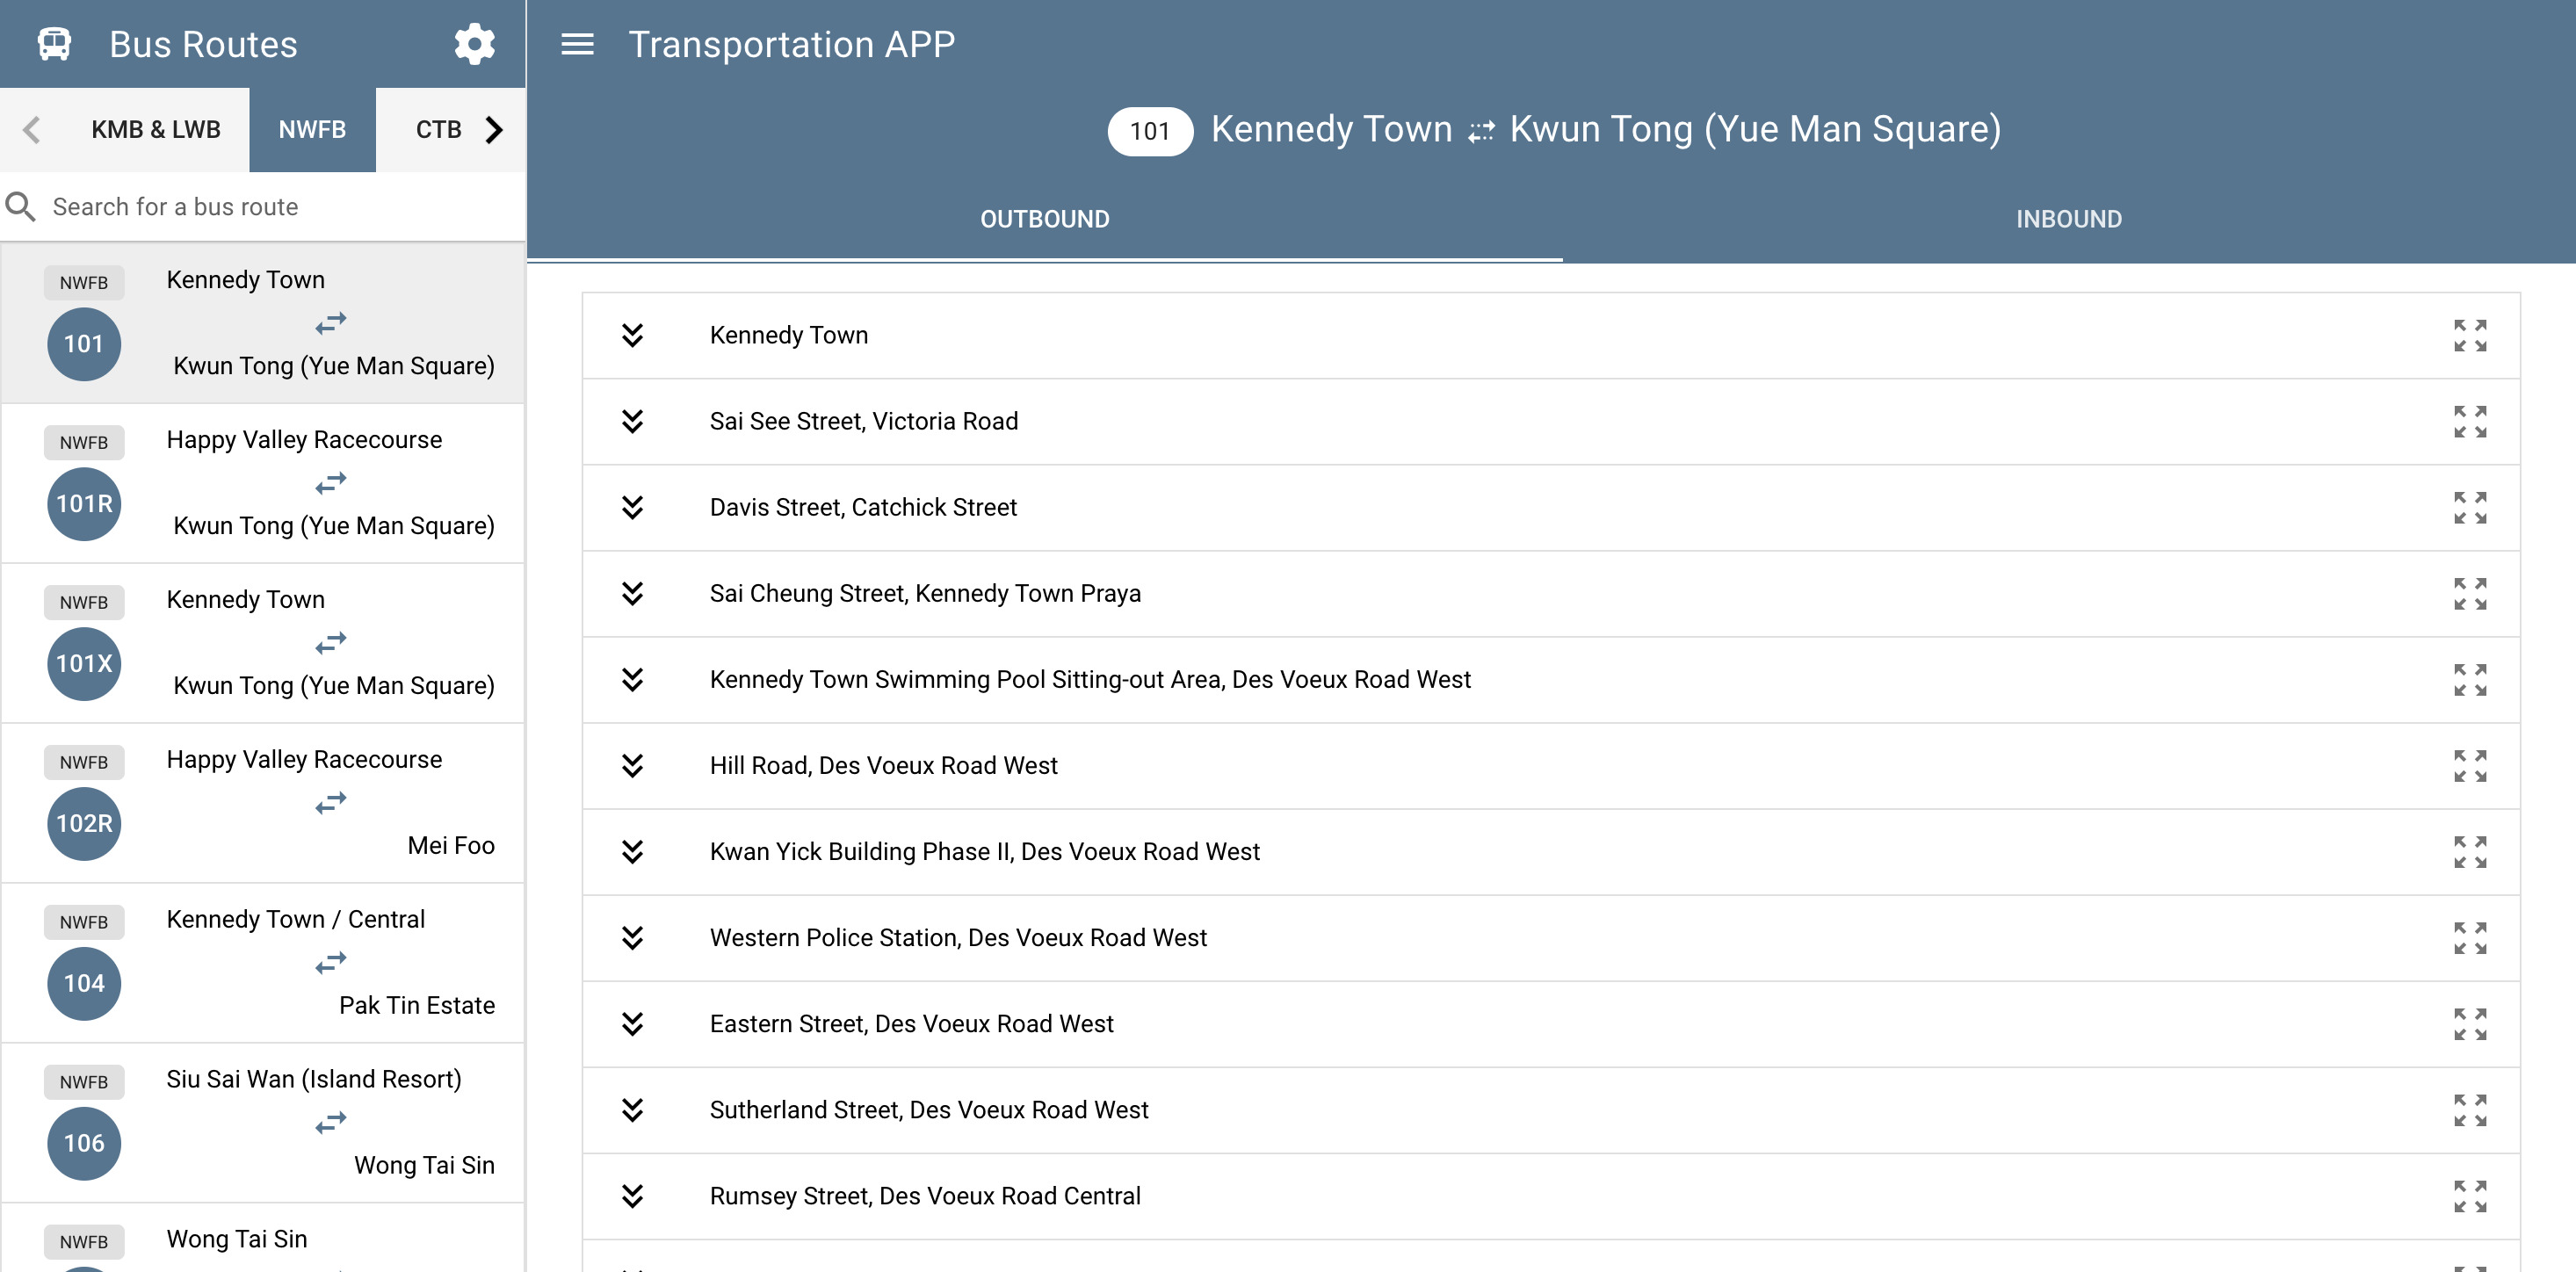 Bus Routes
KMB & LWB
NWFB
CTB
Search for a bus route
NWFB
101
Kennedy Town
Kwun Tong (Yue Man Square)
NWFB
101R
Happy Valley Racecourse
Kwun Tong (Yue Man Square)
NWFB
101X
Kennedy Town
Kwun Tong (Yue Man Square)
NWFB
102R
Happy Valley Racecourse
Mei Foo
NWFB
104
Kennedy Town / Central
Pak Tin Estate
NWFB
106
Siu Sai Wan (Island Resort)
Wong Tai Sin
NWFB
Wong Tai Sin
Transportation APP
101 Kennedy Town Kwun Tong (Yue Man Square)
OUTBOUND
INBOUND
Kennedy Town
Sai See Street, Victoria Road
Davis Street, Catchick Street
Sai Cheung Street, Kennedy Town Praya
Kennedy Town Swimming Pool Sitting-out Area, Des Voeux Road West
Hill Road, Des Voeux Road West
Kwan Yick Building Phase II, Des Voeux Road West
Western Police Station, Des Voeux Road West
Eastern Street, Des Voeux Road West
Sutherland Street, Des Voeux Road West
Rumsey Street, Des Voeux Road Central